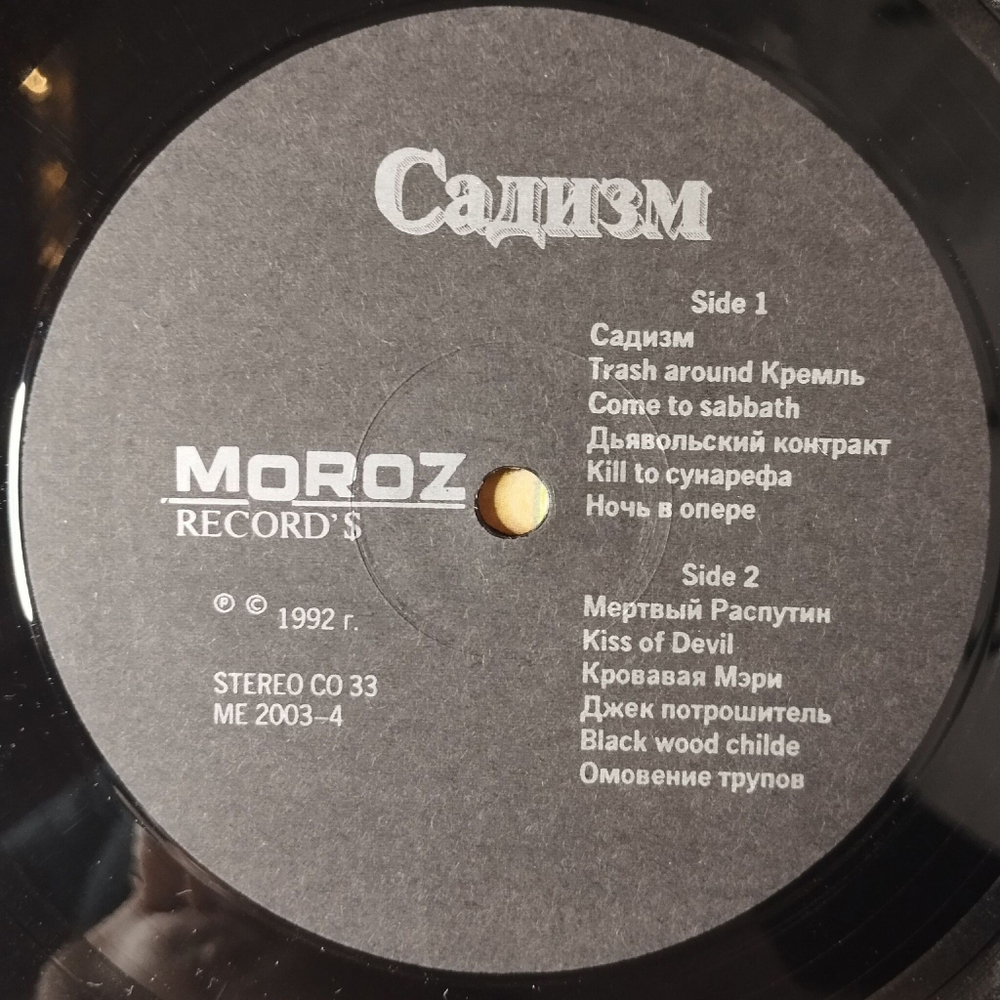 Садизм
Side 1
Садизм
Trash around Кремль
Come to sabbath
Дьявольский контракт
Kill to сунарефа
Ночь в опере
MOROZ
RECORD'S
Side 2
Мертвый Распутин
Kiss of Devil
Кровавая Мэри
Джек потрошитель
Black wood childe
Омовение трупов
℗ © 1992 г.
STEREO CO 33
ME 2003–4